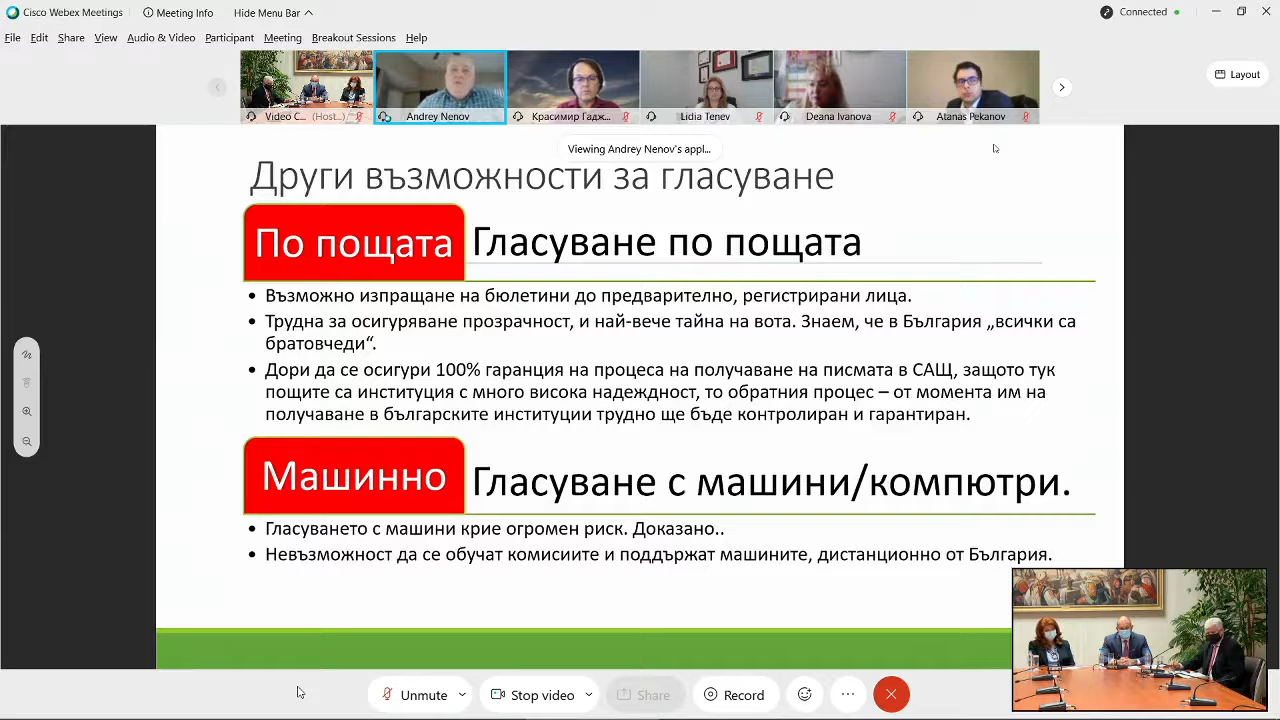 Cisco Webex Meetings
Meeting Info
Hide Menu Bar
Connected
File Edit Share View Audio & Video Participant Meeting Breakout Sessions Help
Layout
Video C... (Host...)
Andrey Nenov
Красимир Гадж...
Lidia Tenev
Deana Ivanova
Atanas Pekanov
Viewing Andrey Nenov's appl...
Други възможности за гласуване
По пощата
Гласуване по пощата
• Възможно изпращане на бюлетини до предварително, регистрирани лица.
• Трудна за осигуряване прозрачност, и най-вече тайна на вота. Знаем, че в България „всички са
братовчеди“.
• Дори да се осигури 100% гаранция на процеса на получаване на писмата в САЩ, защото тук
пощите са институция с много висока надеждност, то обратния процес – от момента им на
получаване в българските институции трудно ще бъде контролиран и гарантиран.
Машинно
Гласуване с машини/компютри.
• Гласуването с машини крие огромен риск. Доказано..
• Невъзможност да се обучат комисиите и поддържат машините, дистанционно от България.
Unmute
Stop video
Share
Record